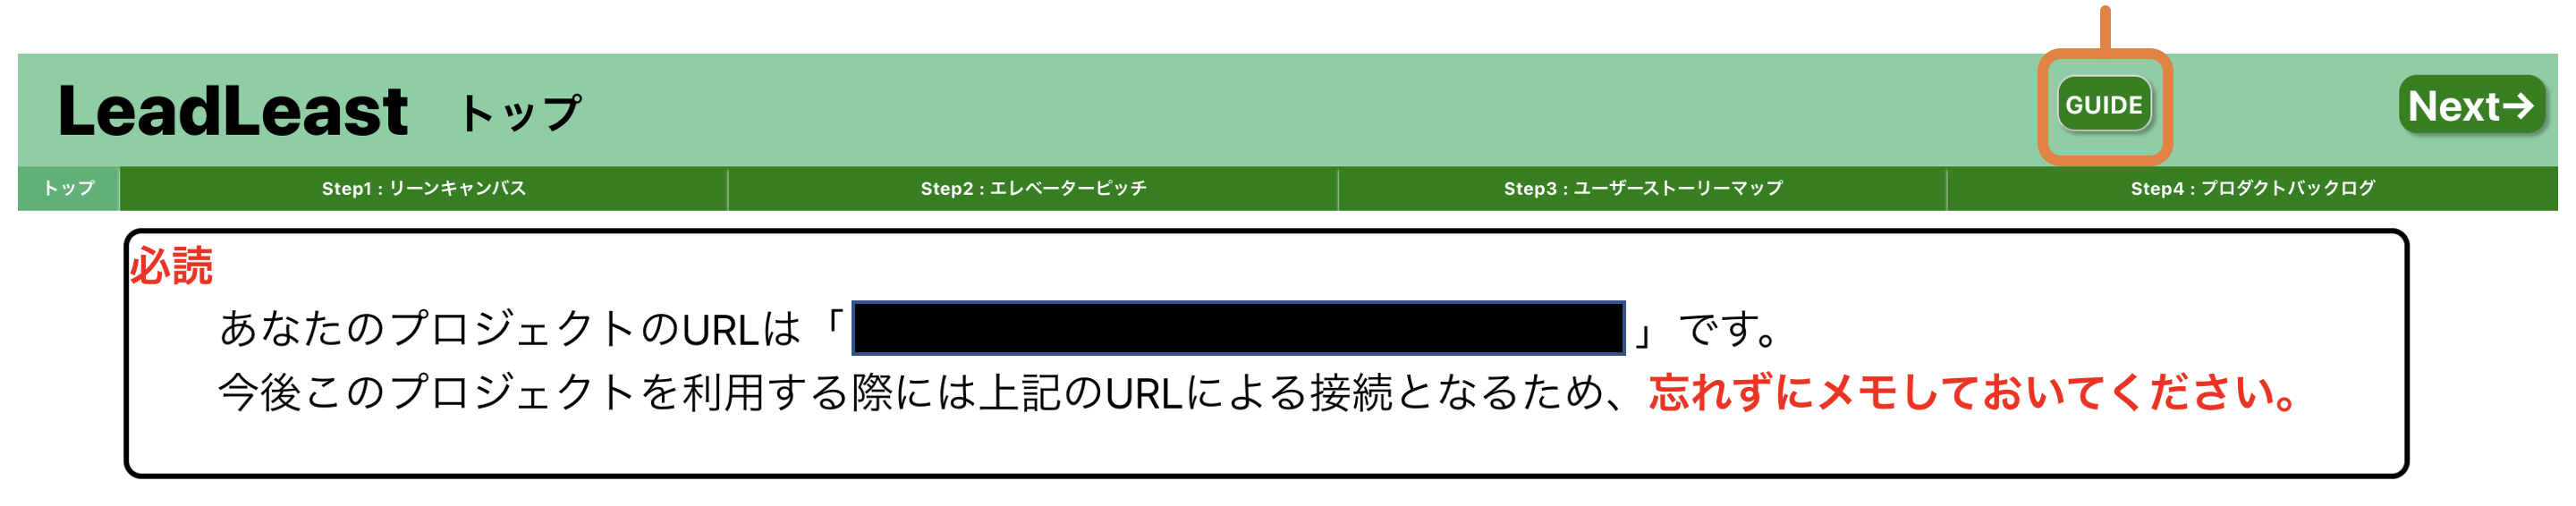 LeadLeast トップ GUIDE Next→
トップ Step1 : リーンキャンバス Step2 : エレベーターピッチ Step3 : ユーザーストーリーマップ Step4 : プロダクトバックログ
必読
あなたのプロジェクトのURLは「 」です。
今後このプロジェクトを利用する際には上記のURLによる接続となるため、忘れずにメモしておいてください。